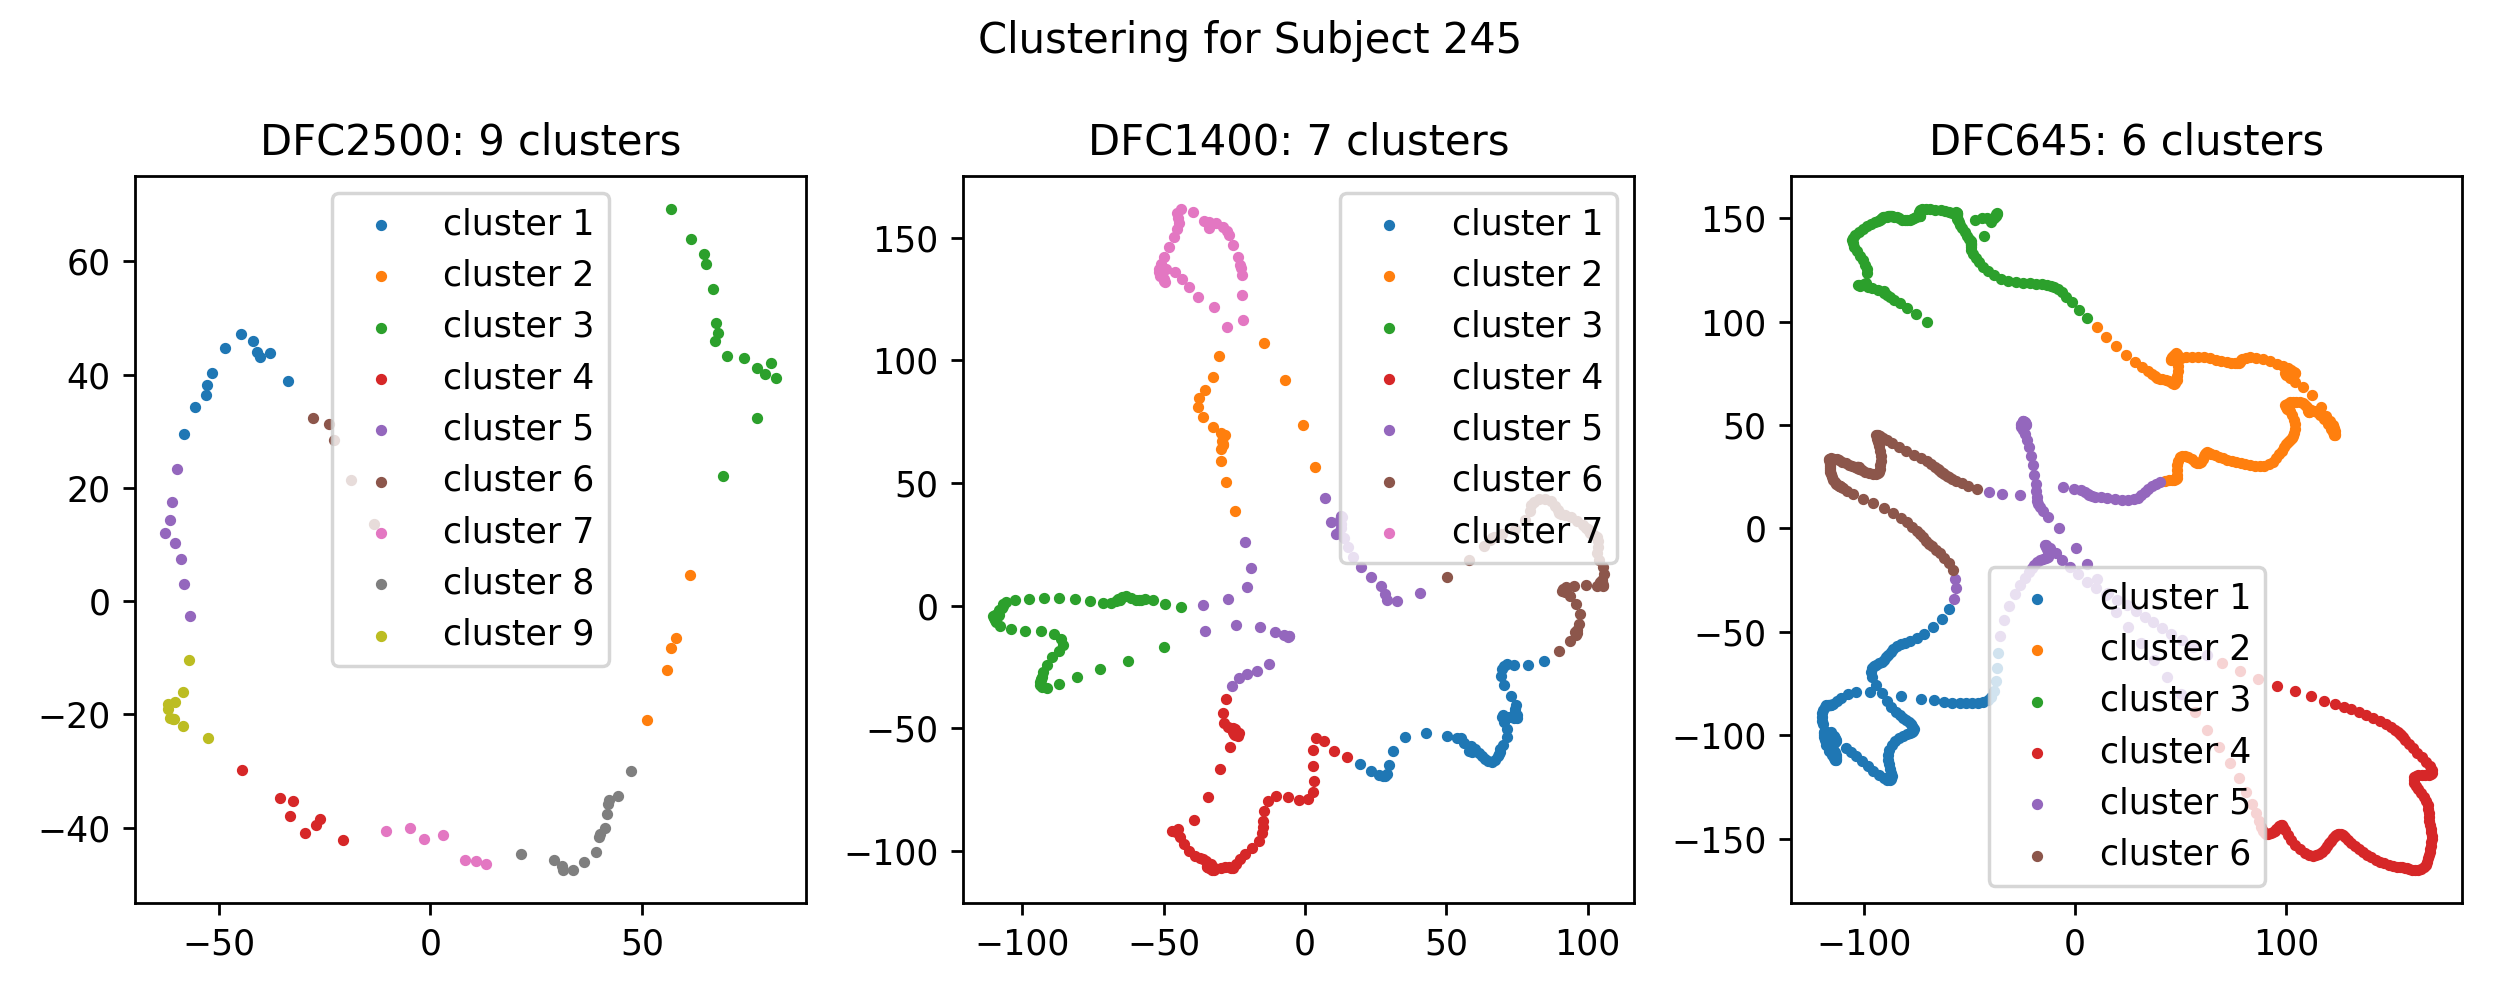 Clustering for Subject 245
DFC2500: 9 clusters
60
40
20
0
−20
−40
−50
0
50
cluster 1
cluster 2
cluster 3
cluster 4
cluster 5
cluster 6
cluster 7
cluster 8
cluster 9
DFC1400: 7 clusters
150
100
50
0
−50
−100
−100
−50
0
50
100
cluster 1
cluster 2
cluster 3
cluster 4
cluster 5
cluster 6
cluster 7
DFC645: 6 clusters
150
100
50
0
−50
−100
−150
−100
0
100
cluster 1
cluster 2
cluster 3
cluster 4
cluster 5
cluster 6